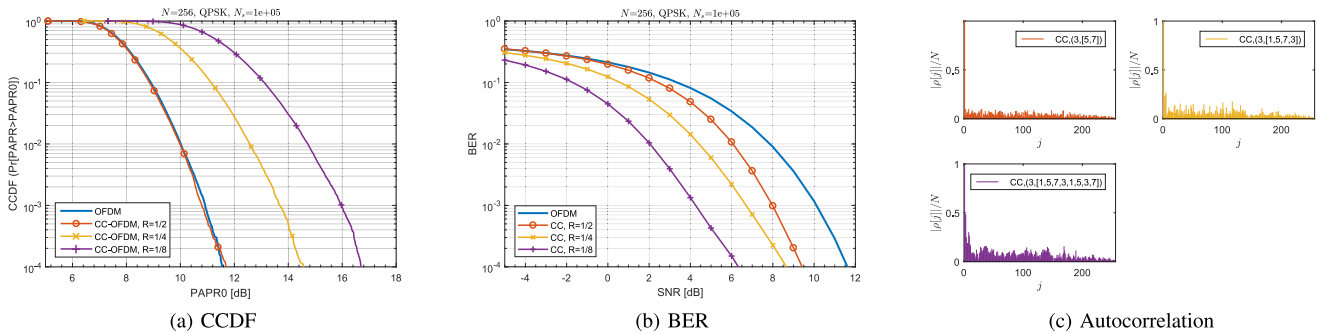 N=256, QPSK, N_s=1e+05
CCDF (Pr[PAPR>PAPR0])
10^0
10^-1
10^-2
10^-3
10^-4
OFDM
CC-OFDM, R=1/2
CC-OFDM, R=1/4
CC-OFDM, R=1/8
6 8 10 12 14 16 18
PAPR0 [dB]
(a) CCDF
N=256, QPSK, N_s=1e+05
BER
10^0
10^-1
10^-2
10^-3
10^-4
OFDM
CC, R=1/2
CC, R=1/4
CC, R=1/8
-4 -2 0 2 4 6 8 10 12
SNR [dB]
(b) BER
|ρ[j]|/N
1
0.5
0
CC,(3,[5,7])
0 100 200
j
|ρ[j]|/N
1
0.5
0
CC,(3,[1,5,7,3])
0 100 200
j
|ρ[j]|/N
1
0.5
0
CC,(3,[1,5,7,3,1,5,3,7])
0 100 200
j
(c) Autocorrelation